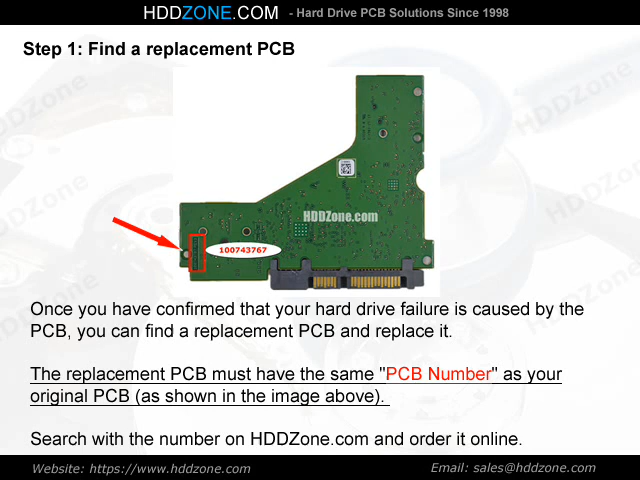 HDDZONE.COM - Hard Drive PCB Solutions Since 1998
Step 1: Find a replacement PCB
HDDZone.com
100743767
Once you have confirmed that your hard drive failure is caused by the
PCB, you can find a replacement PCB and replace it.
The replacement PCB must have the same "PCB Number" as your
original PCB (as shown in the image above).
Search with the number on HDDZone.com and order it online.
Website: https://www.hddzone.com Email: sales@hddzone.com